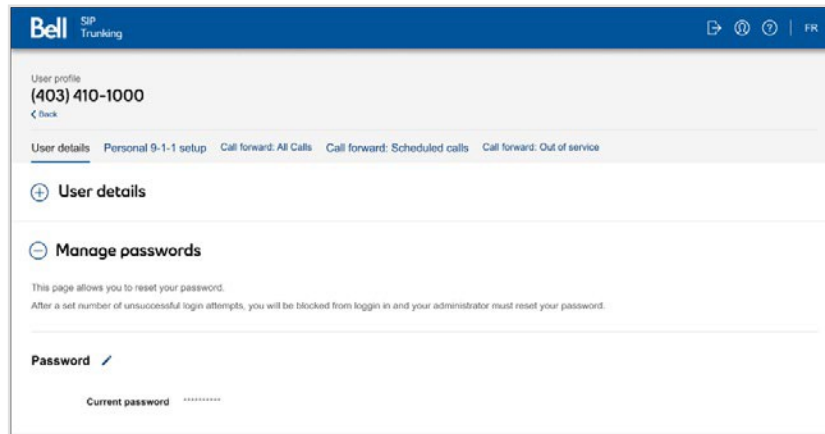 Bell SIP Trunking
FR
User profile
(403) 410-1000
Back
User details Personal 9-1-1 setup Call forward: All Calls Call forward: Scheduled calls Call forward: Out of service
User details
Manage passwords
This page allows you to reset your password.
After a set number of unsuccessful login attempts, you will be blocked from loggin in and your administrator must reset your password.
Password
Current password **********